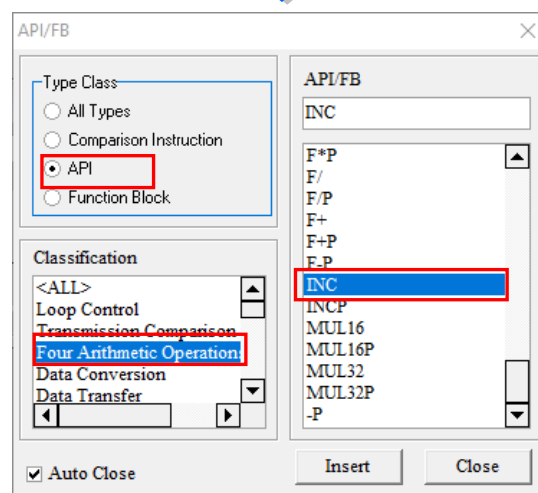 API/FB
Type Class
All Types
Comparison Instruction
API
Function Block
Classification
<ALL>
Loop Control
Transmission Comparison
Four Arithmetic Operation
Data Conversion
Data Transfer
Auto Close
API/FB
INC
F*P
F/
F/P
F+
F+P
F-P
INC
INCP
MUL16
MUL16P
MUL32
MUL32P
-P
Insert
Close